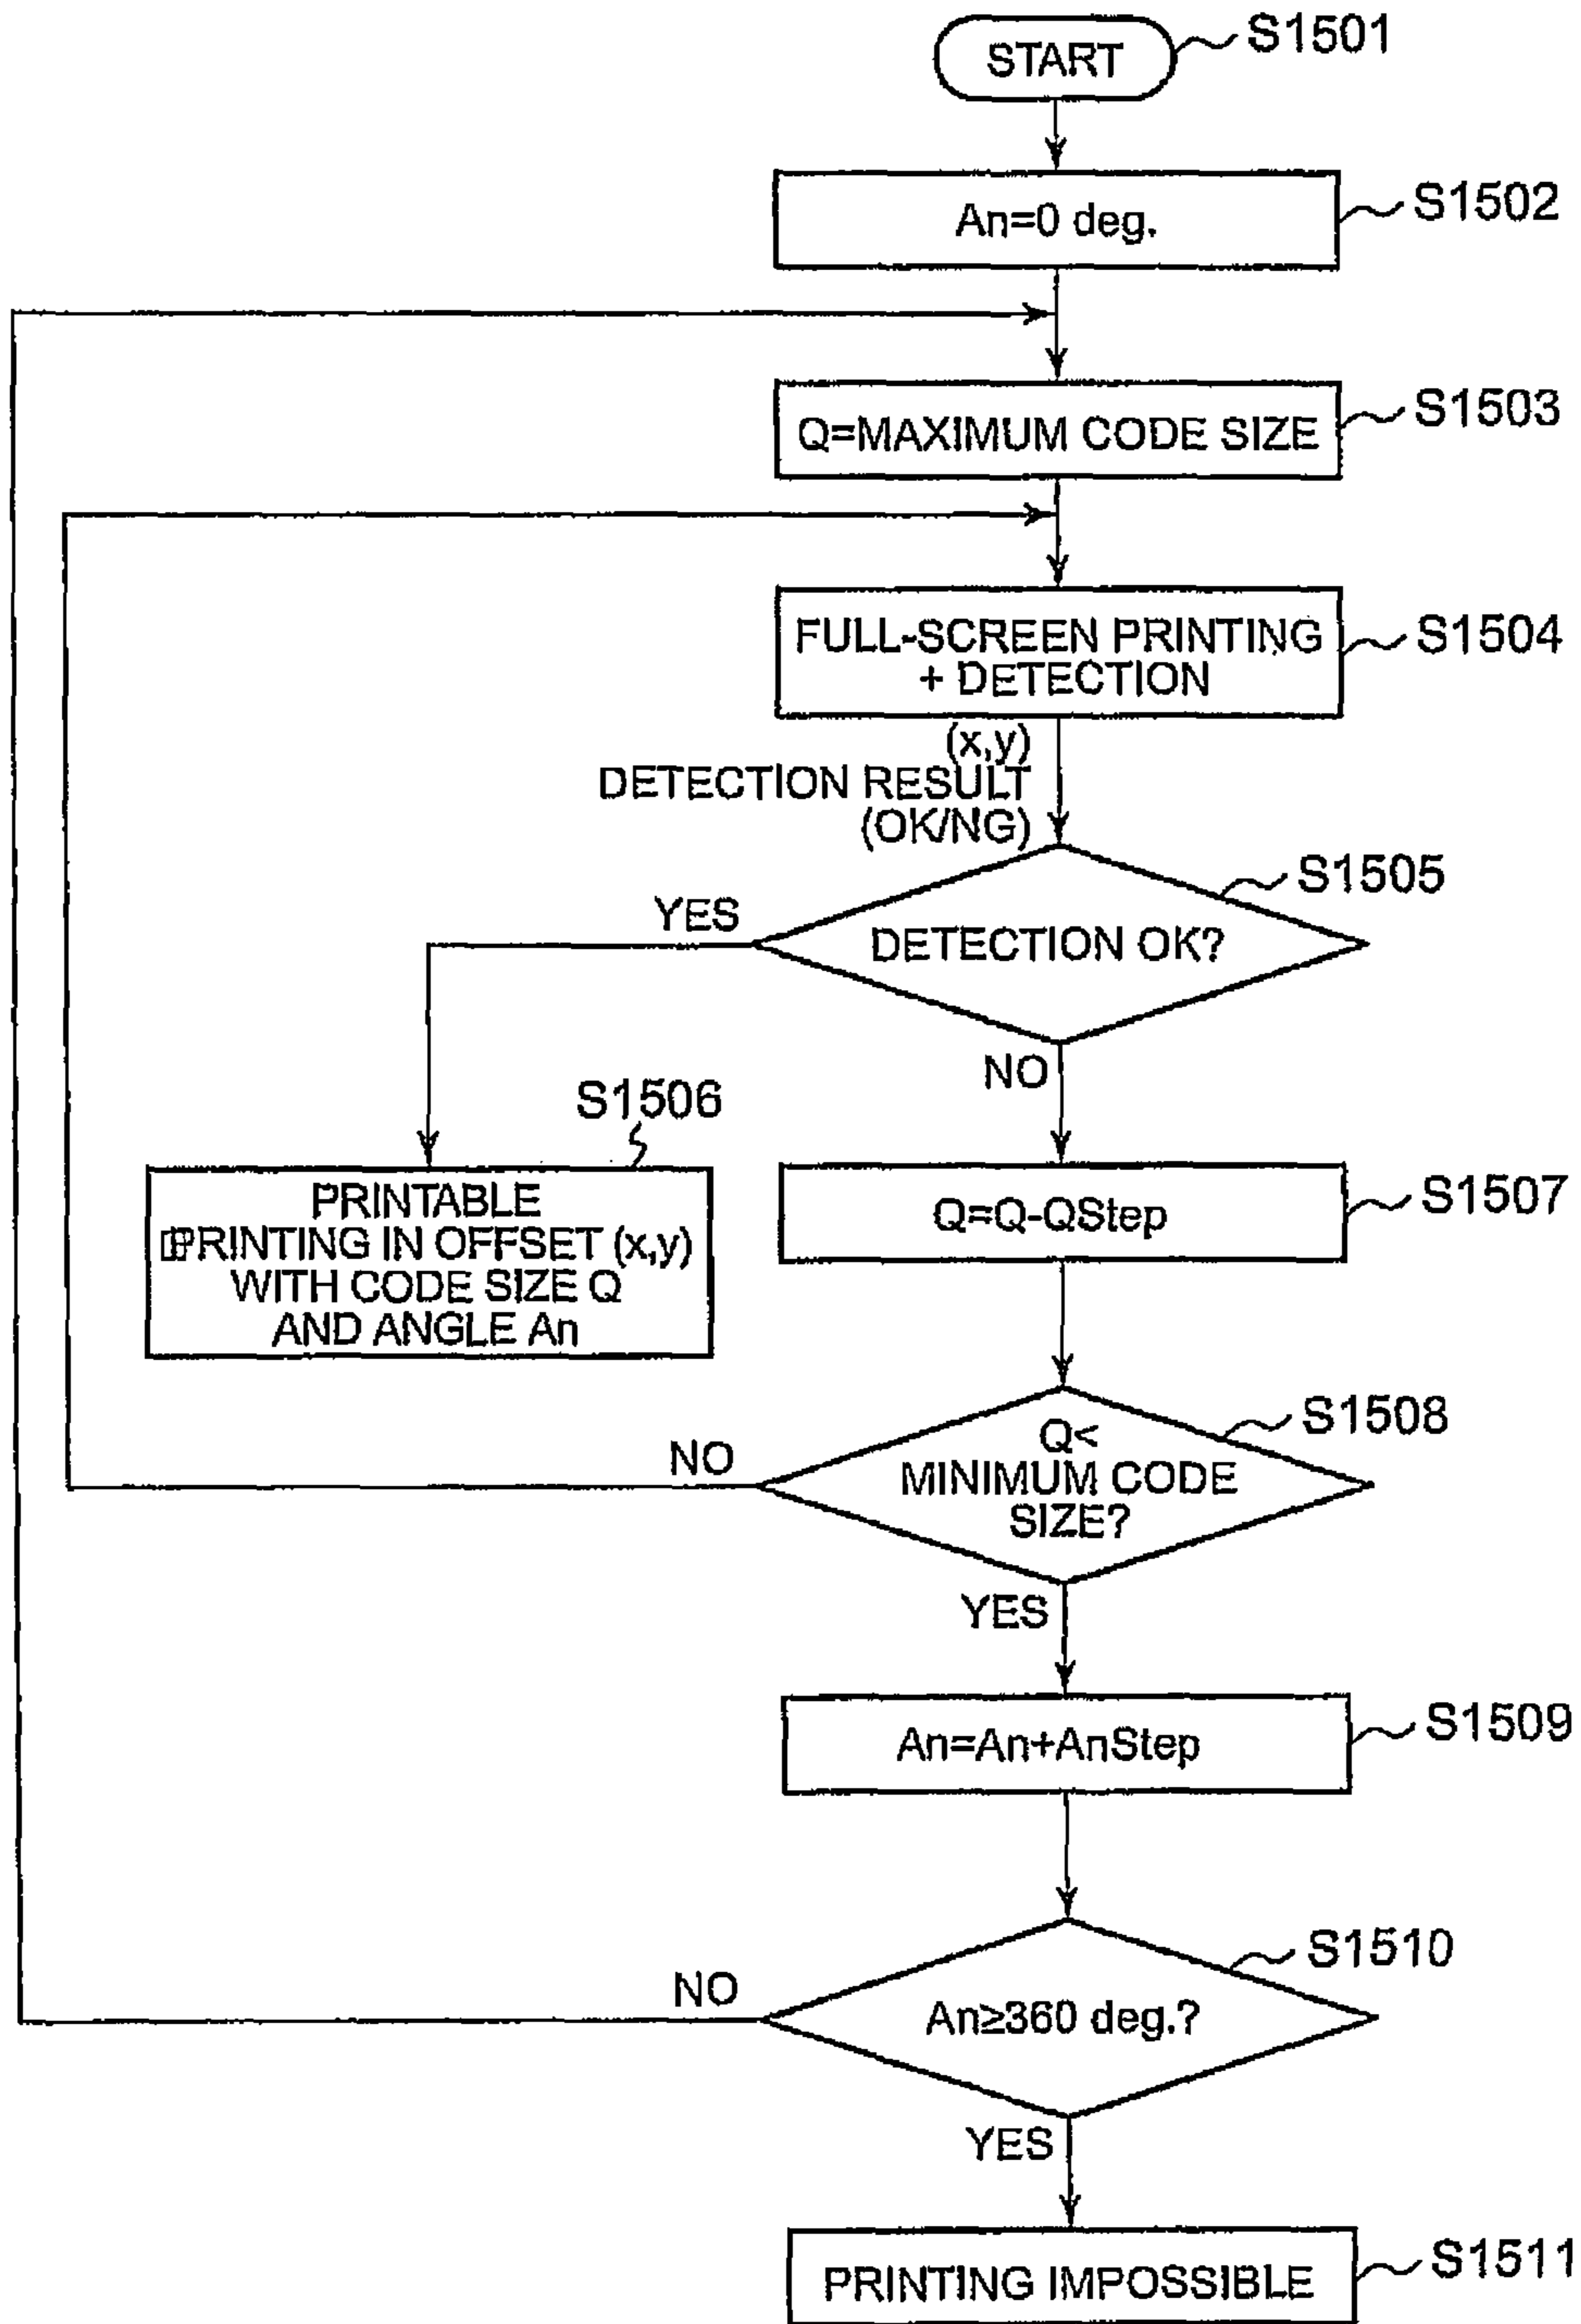 START
S1501
An=0 deg.
S1502
Q=MAXIMUM CODE SIZE
S1503
FULL-SCREEN PRINTING
+ DETECTION
S1504
(x,y)
DETECTION RESULT
(OK/NG)
S1505
DETECTION OK?
YES
NO
S1506
PRINTABLE
PRINTING IN OFFSET (x,y)
WITH CODE SIZE Q
AND ANGLE An
Q=Q-QStep
S1507
Q<
MINIMUM CODE
SIZE?
S1508
NO
YES
An=An+AnStep
S1509
An≥360 deg.?
S1510
NO
YES
PRINTING IMPOSSIBLE
S1511